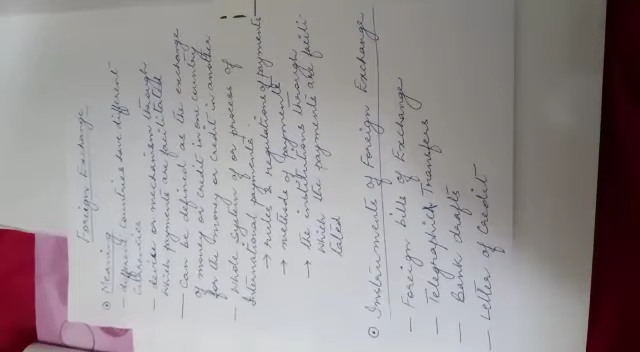 Foreign Exchange
⊙ Meaning
- different countries have different
currencies
- device or mechanism through
which payments are facilitated
- Can be defined as the exchange
of money or credit in one country
for the money or credit in another
- whole system of or process of
International payments
→ rules & regulations of payments
→ methods of payments
→ the institutions through
which the payments are facili
tated
⊙ Instruments of Foreign Exchange
- Foreign bills of Exchange
- Telegraphic Transfers
- Bank drafts
- Letter of Credit